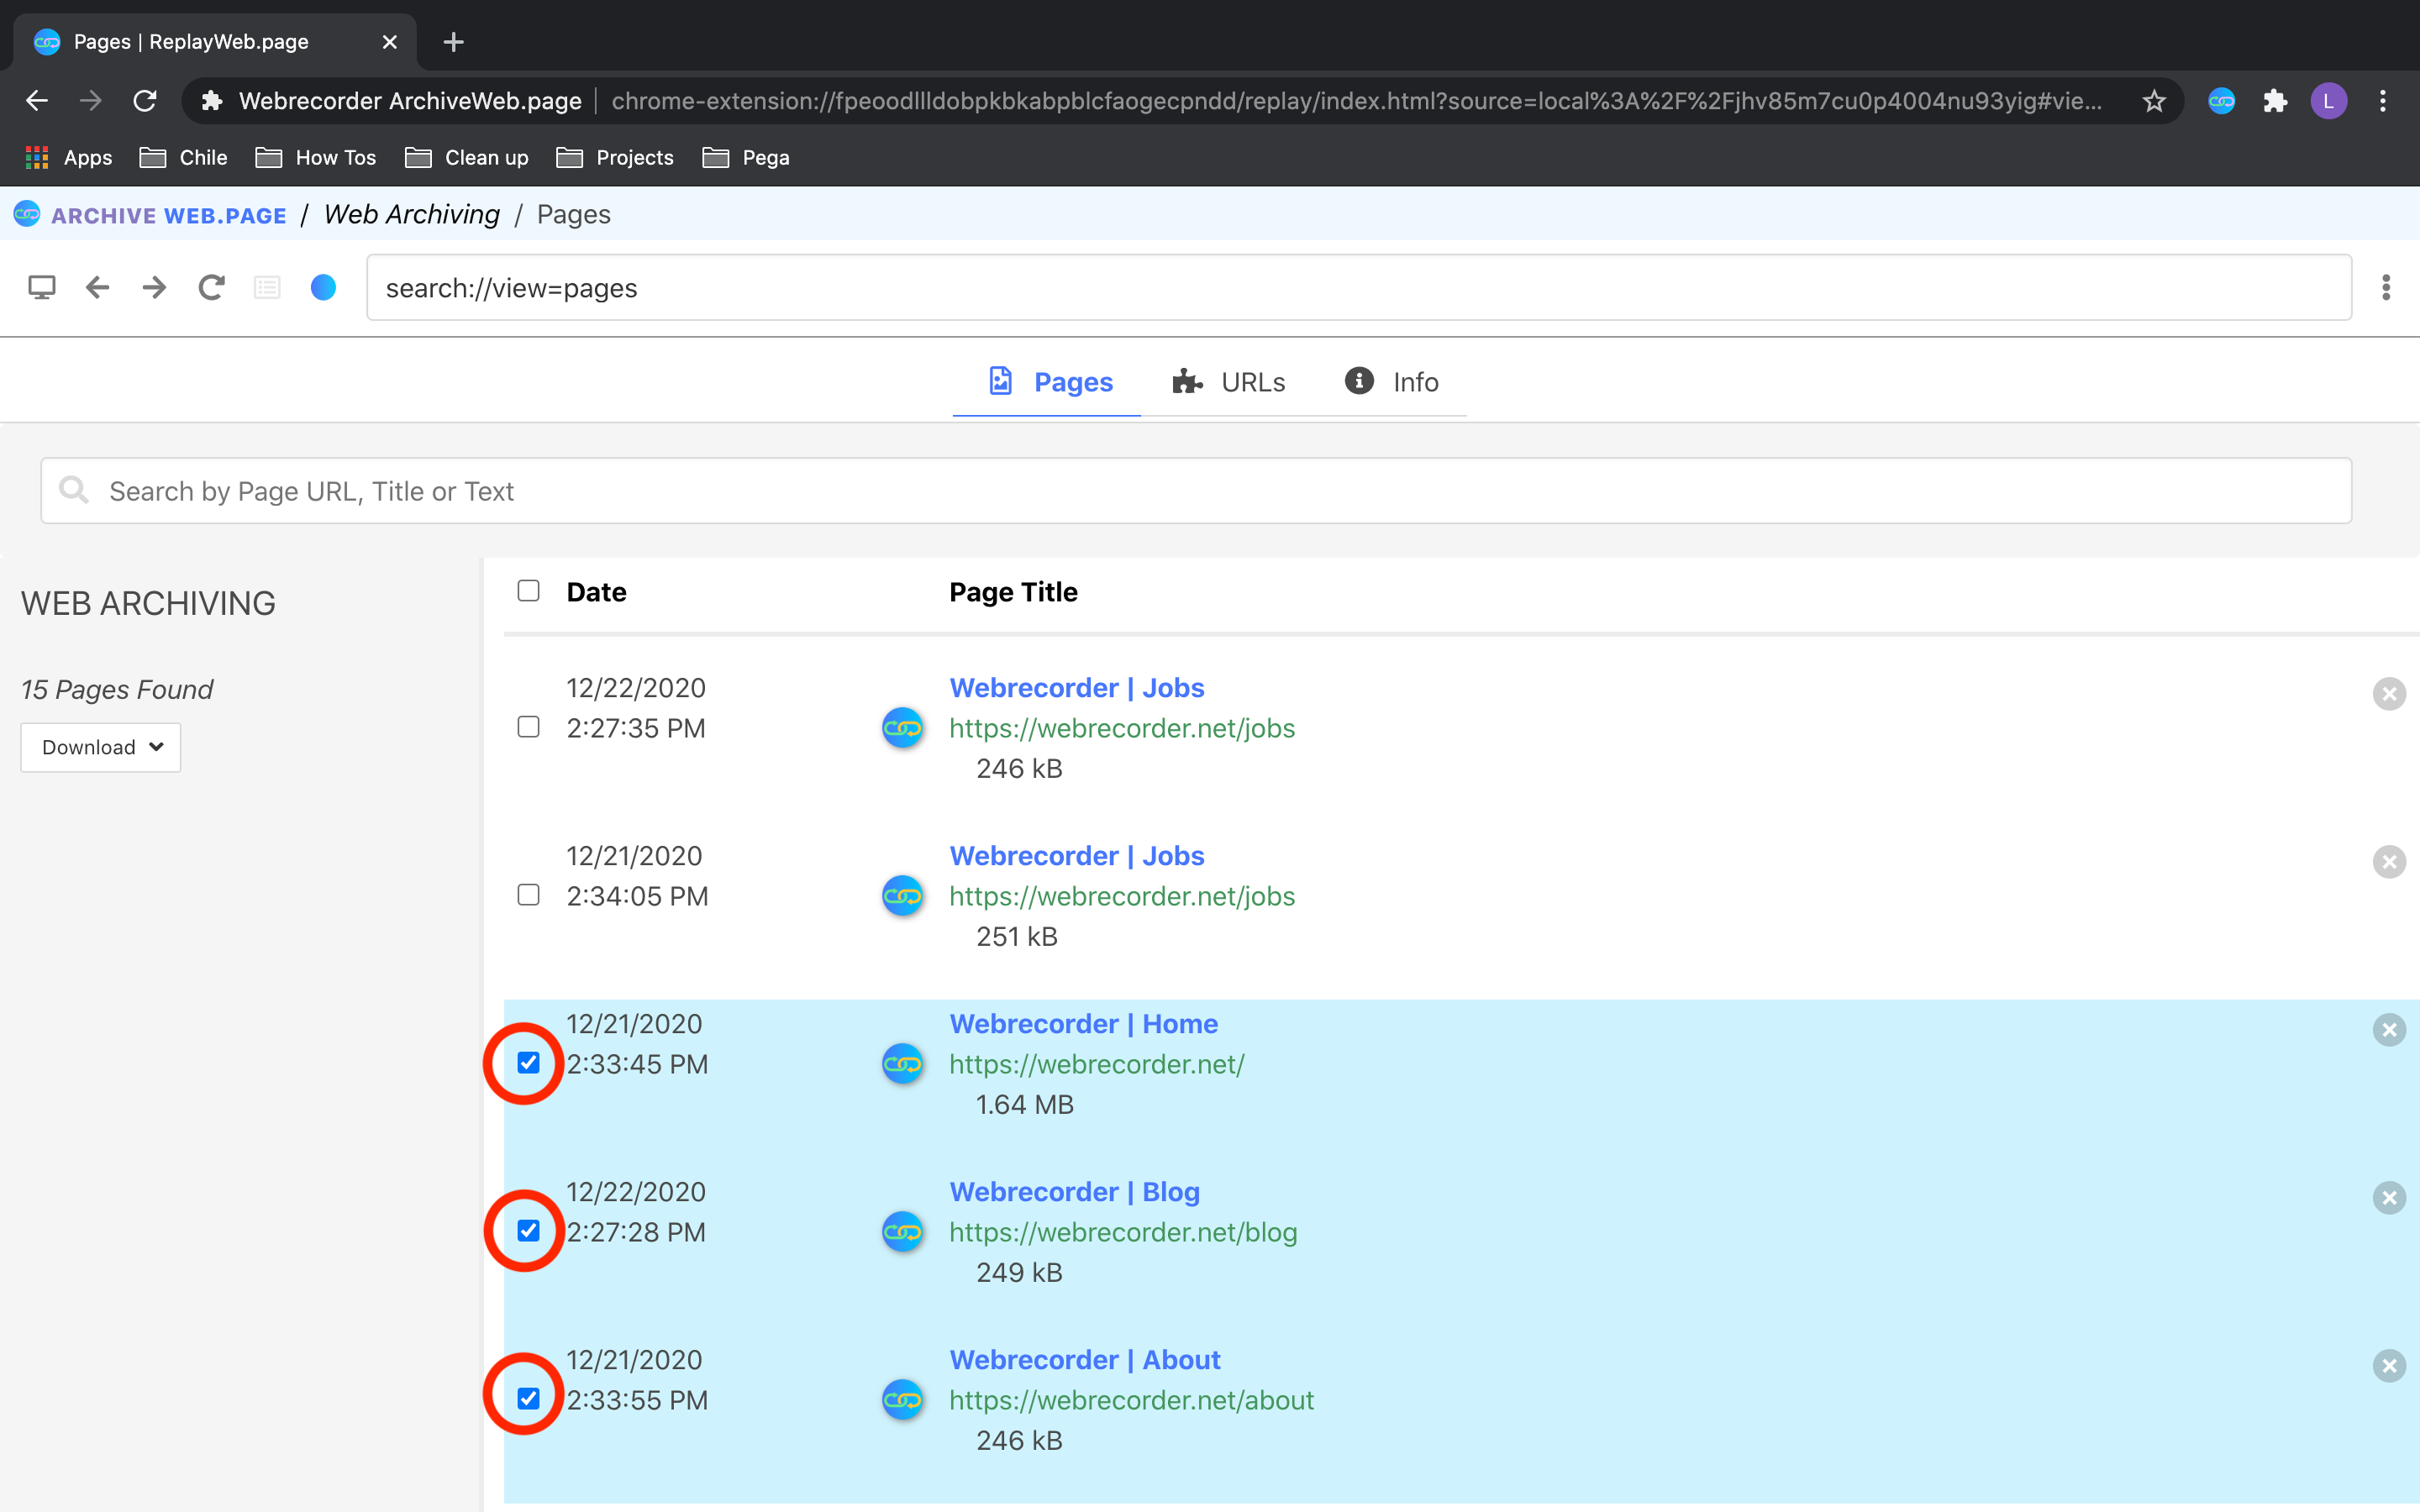 Pages | ReplayWeb.page
Webrecorder ArchiveWeb.page | chrome-extension://fpeoodllldobpkbkabpblcfaogecpndd/replay/index.html?source=local%3A%2F%2Fjhv85m7cu0p4004nu93yig#vie... L
Apps Chile How Tos Clean up Projects Pega
ARCHIVE WEB.PAGE / Web Archiving / Pages
search://view=pages
Pages URLs Info
Search by Page URL, Title or Text
WEB ARCHIVING
15 Pages Found
Download
Date Page Title
12/22/2020 Webrecorder | Jobs
2:27:35 PM https://webrecorder.net/jobs
246 kB
12/21/2020 Webrecorder | Jobs
2:34:05 PM https://webrecorder.net/jobs
251 kB
12/21/2020 Webrecorder | Home
2:33:45 PM https://webrecorder.net/
1.64 MB
12/22/2020 Webrecorder | Blog
2:27:28 PM https://webrecorder.net/blog
249 kB
12/21/2020 Webrecorder | About
2:33:55 PM https://webrecorder.net/about
246 kB